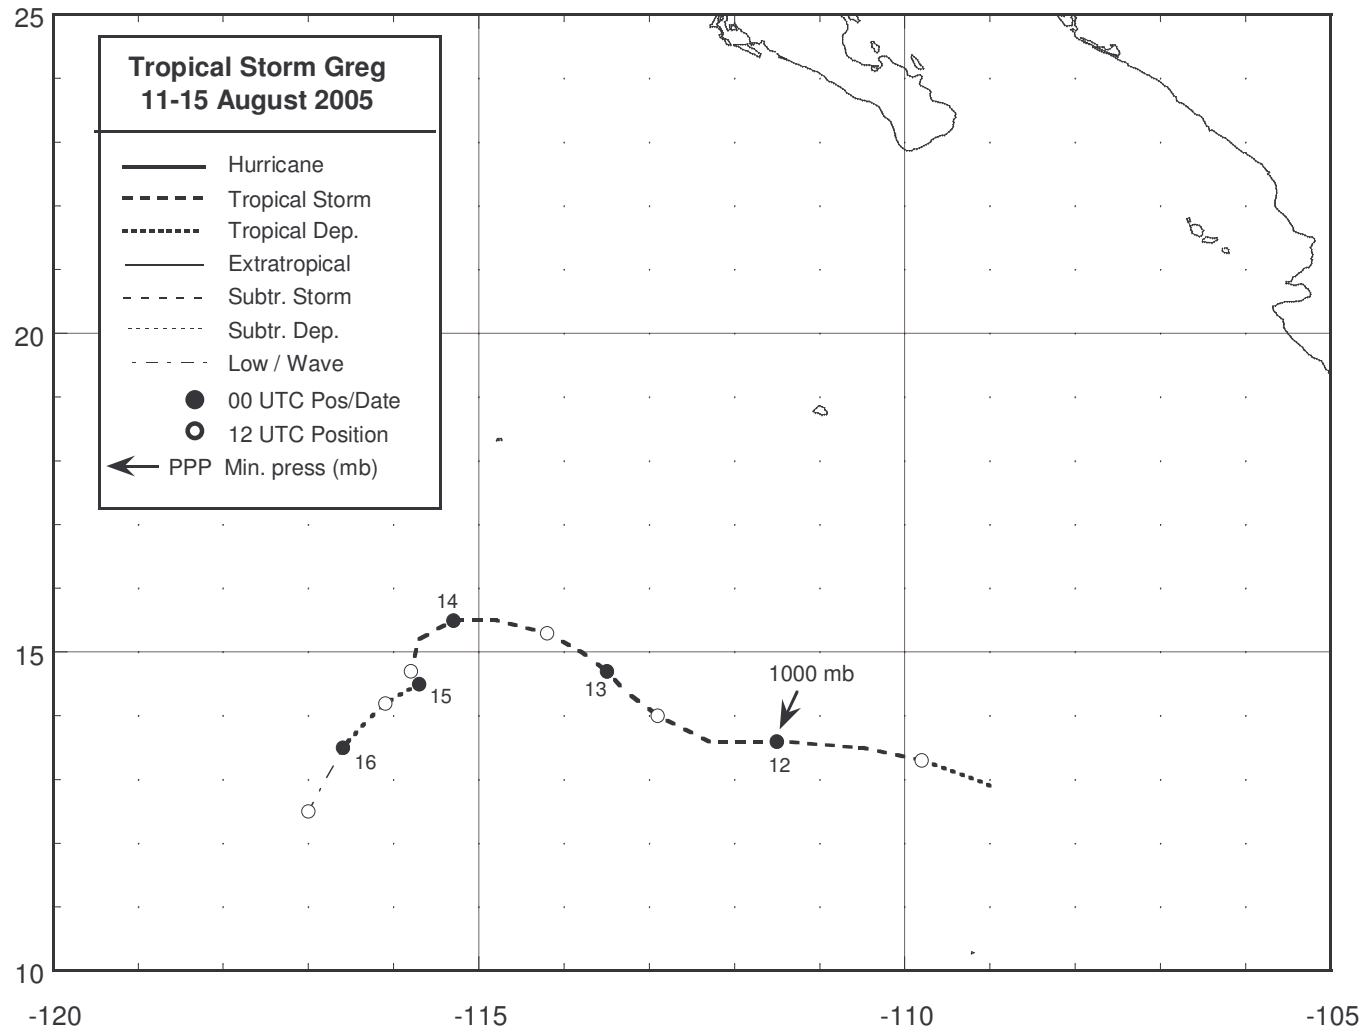 25
Tropical Storm Greg
11-15 August 2005
Hurricane
Tropical Storm
Tropical Dep.
Extratropical
Subtr. Storm
20
Subtr. Dep.
Low / Wave
00 UTC Pos/Date
12 UTC Position
PPP Min. press (mb)
14
15
1000 mb
13
15
12
16
10
-120
-115
-110
-105